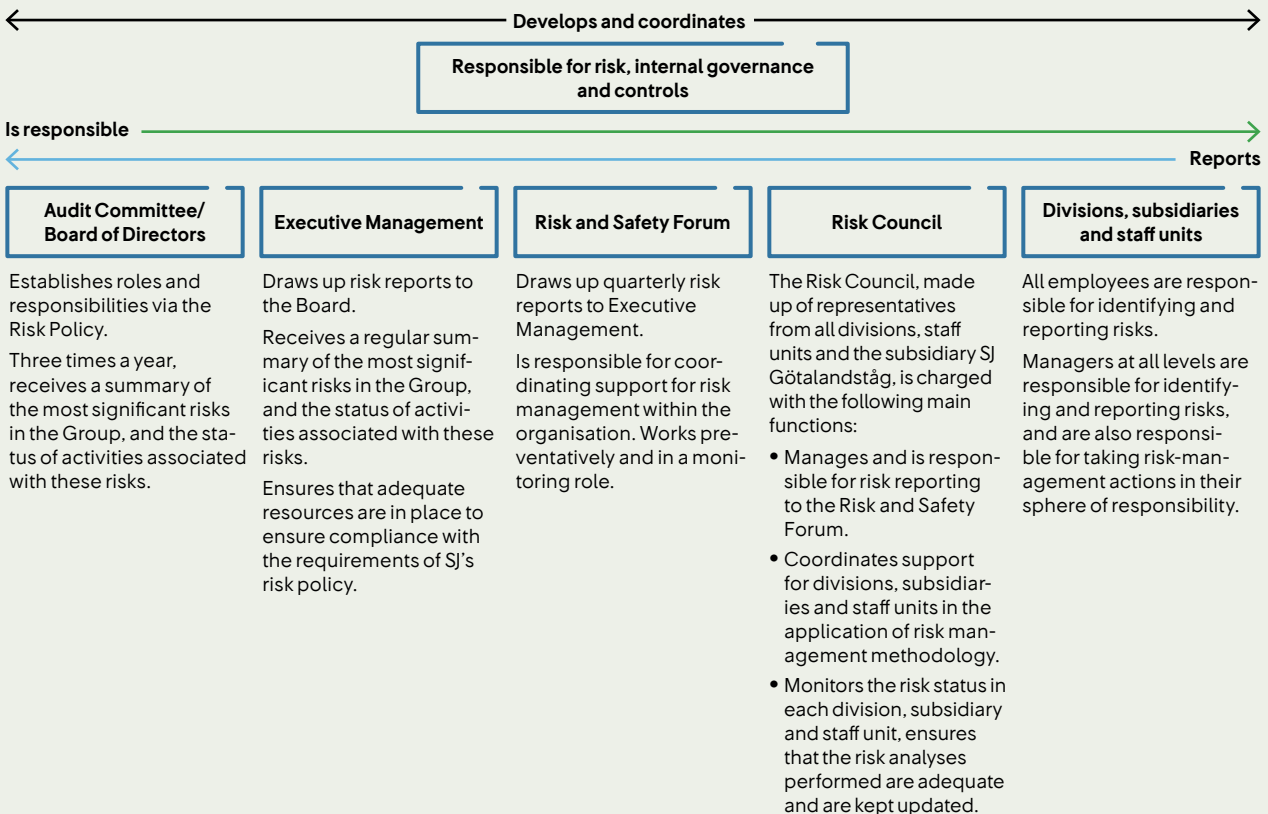 Develops and coordinates
Responsible for risk, internal governance
and controls
Is responsible
Reports
Audit Committee/
Board of Directors
Establishes roles and
responsibilities via the
Risk Policy.
Three times a year,
receives a summary of
the most significant risks
in the Group, and the sta-
tus of activities associated
with these risks.
Executive Management
Draws up risk reports to
the Board.
Receives a regular sum-
mary of the most signif-
icant risks in the Group,
and the status of activi-
ties associated with these
risks.
Ensures that adequate
resources are in place to
ensure compliance with
the requirements of SJ’s
risk policy.
Risk and Safety Forum
Draws up quarterly risk
reports to Executive
Management.
Is responsible for coor-
dinating support for risk
management within the
organisation. Works pre-
ventatively and in a moni-
toring role.
Risk Council
The Risk Council, made
up of representatives
from all divisions, staff
units and the subsidiary SJ
Götalandståg, is charged
with the following main
functions:
• Manages and is respon-
sible for risk reporting
to the Risk and Safety
Forum.
• Coordinates support
for divisions, subsidiar-
ies and staff units in the
application of risk man-
agement methodology.
• Monitors the risk status in
each division, subsidiary
and staff unit, ensures
that the risk analyses
performed are adequate
and are kept updated.
Divisions, subsidiaries
and staff units
All employees are respon-
sible for identifying and
reporting risks.
Managers at all levels are
responsible for identify-
ing and reporting risks,
and are also responsi-
ble for taking risk-man-
agement actions in their
sphere of responsibility.